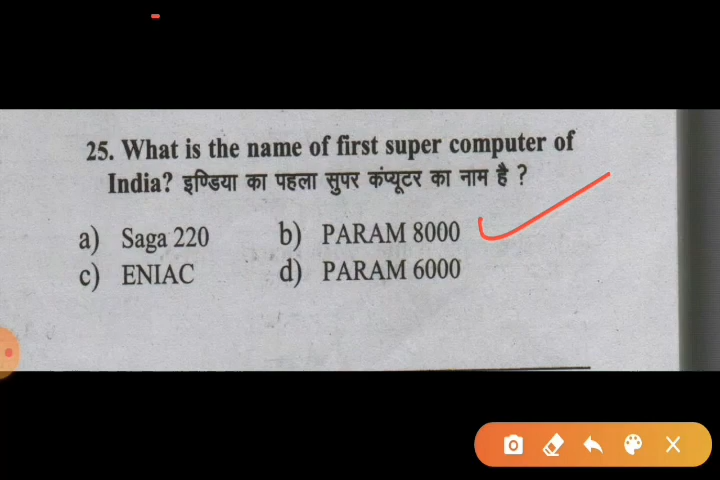 25. What is the name of first super computer of
India? इण्डिया का पहला सुपर कंप्यूटर का नाम है ?
a) Saga 220 b) PARAM 8000
c) ENIAC d) PARAM 6000